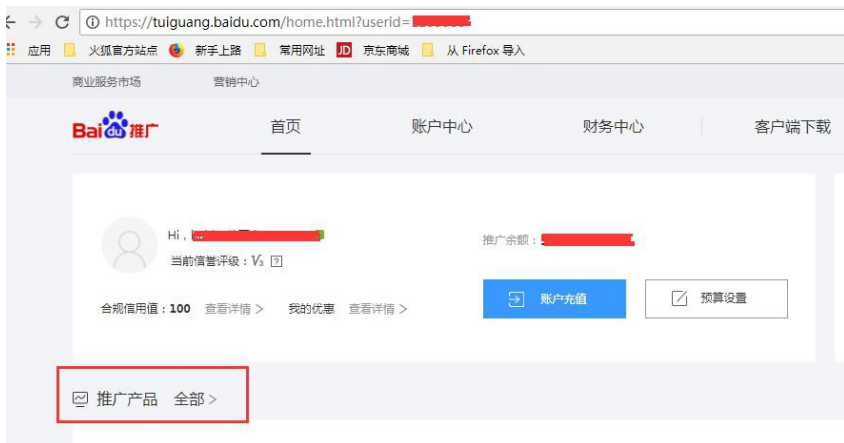 https://tuiguang.baidu.com/home.html?userid=
应用 火狐官方站点 新手上路 常用网址 JD 京东商城 从 Firefox 导入
商业服务市场 营销中心
Bai du 推广 首页 账户中心 财务中心 客户端下载
Hi ,
推广余额：
当前信誉评级：V3 ?
账户充值 预算设置
合规信用值：100 查看详情 > 我的优惠 查看详情 >
推广产品 全部 >